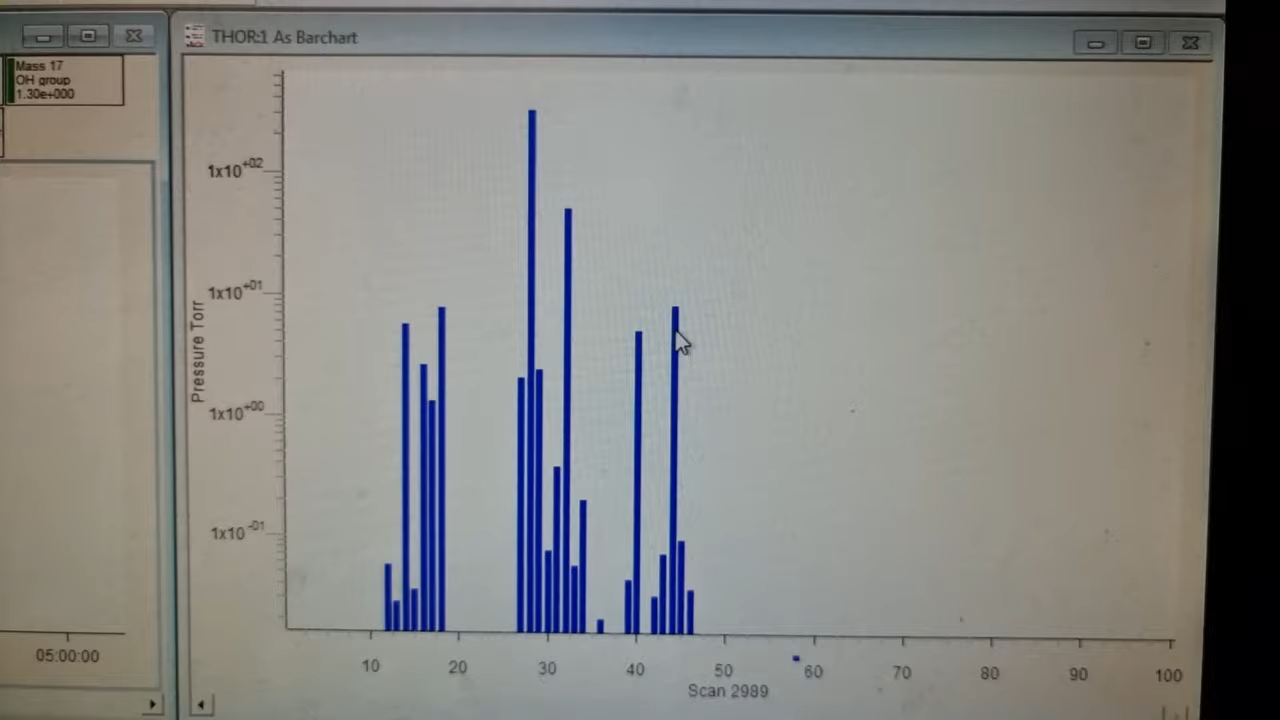 THOR:1 As Barchart
Mass 17
OH group
1.30e+000
1x10+02
1x10+01
1x10+00
1x10-01
Pressure Torr
10 20 30 40 50 60 70 80 90 100
Scan 2989
05:00:00